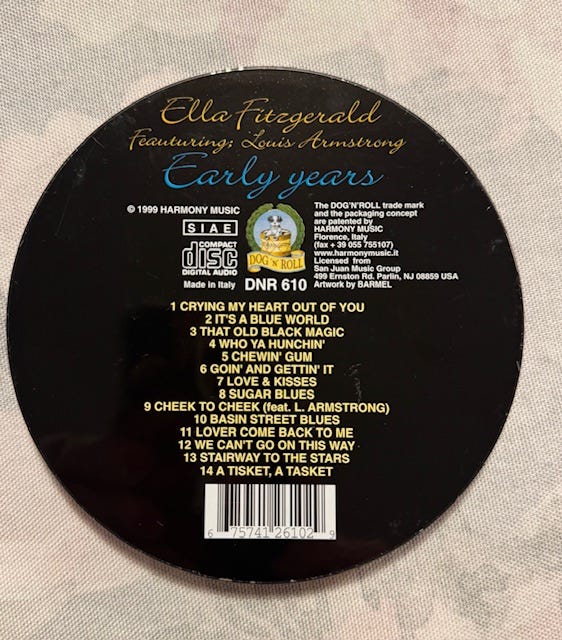 Ella Fitzgerald
Feauturing; Louis Armstrong
Early years
© 1999 HARMONY MUSIC
SIAE
COMPACT
disc
DIGITAL AUDIO
Made in Italy
DOG 'N' ROLL
DNR 610
The DOG'N'ROLL trade mark
and the packaging concept
are patented by
HARMONY MUSIC
Florence, Italy
(fax + 39 055 755107)
www.harmonymusic.it
Licensed from
San Juan Music Group
499 Ernston Rd. Parlin, NJ 08859 USA
Artwork by BARMEL
1 CRYING MY HEART OUT OF YOU
2 IT'S A BLUE WORLD
3 THAT OLD BLACK MAGIC
4 WHO YA HUNCHIN'
5 CHEWIN' GUM
6 GOIN' AND GETTIN' IT
7 LOVE & KISSES
8 SUGAR BLUES
9 CHEEK TO CHEEK (feat. L. ARMSTRONG)
10 BASIN STREET BLUES
11 LOVER COME BACK TO ME
12 WE CAN'T GO ON THIS WAY
13 STAIRWAY TO THE STARS
14 A TISKET, A TASKET
6 75741 26102 9